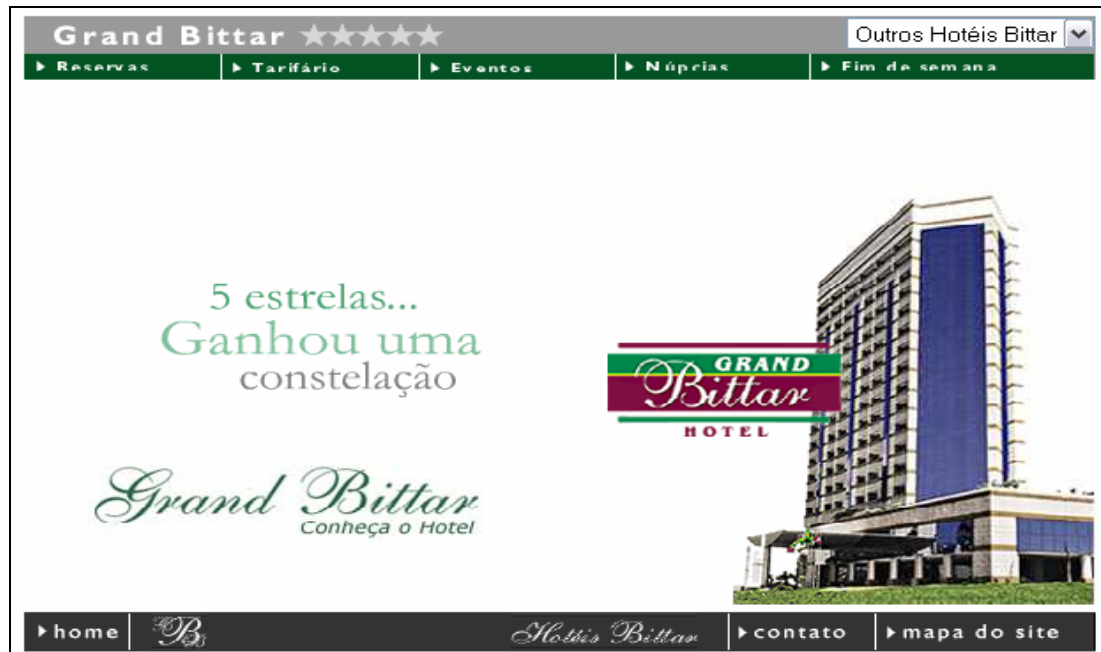 Grand Bittar
Outros Hotéis Bittar
Reservas
Tarifário
Eventos
Núpcias
Fim de semana
5 estrelas...
Ganhou uma
constelação
GRAND
Bittar
HOTEL
Grand Bittar
Conheça o Hotel
home
B
Hotéis Bittar
contato
mapa do site